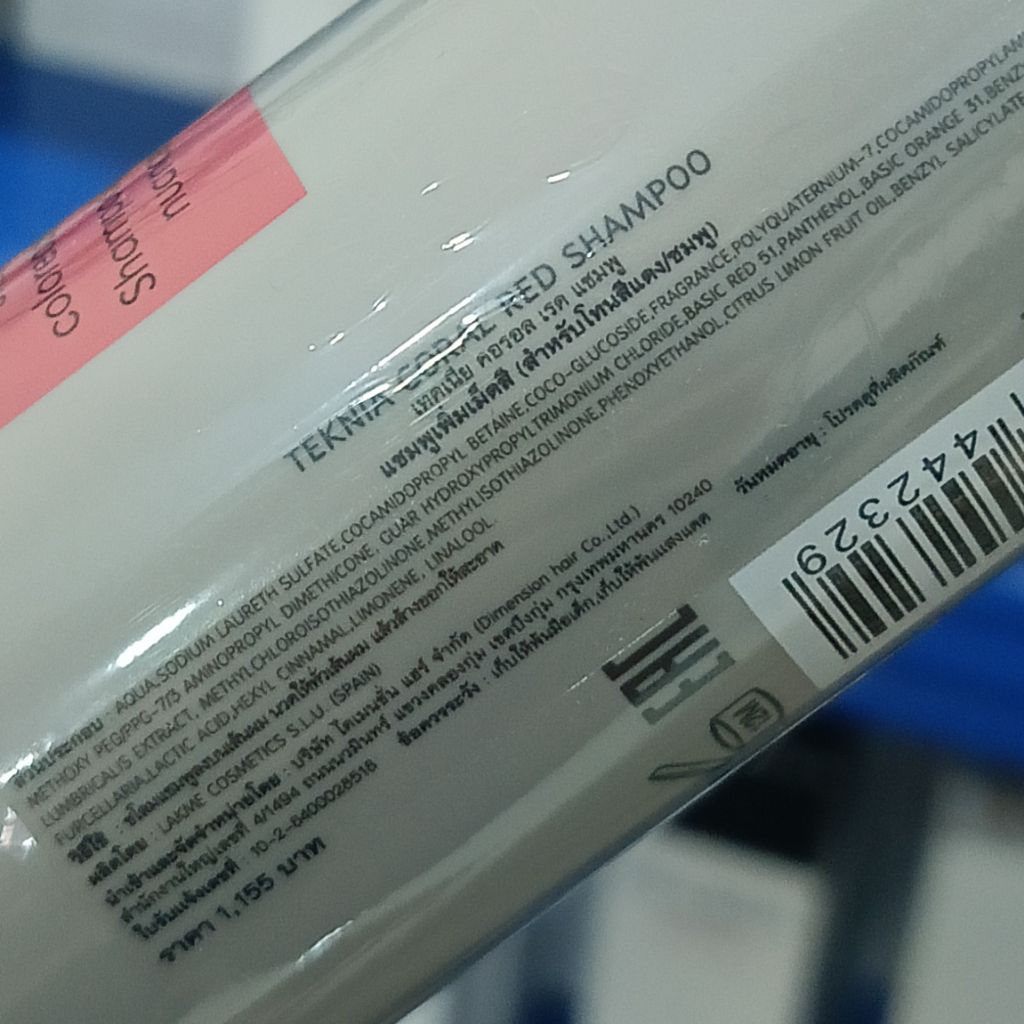 TEKNIA CORAL RED SHAMPOO
เทคเนีย คอรอล เรด แชมพู
แชมพูเพิ่มเม็ดสี (สำหรับโทนสีแดง/ชมพู)
ส่วนประกอบ : AQUA,SODIUM LAURETH SULFATE,COCAMIDOPROPYL BETAINE,COCO-GLUCOSIDE,FRAGRANCE,POLYQUATERNIUM-7,COCAMIDOPROPYLAMI
METHOXY PEG/PPG-7/3 AMINOPROPYL DIMETHICONE, GUAR HYDROXYPROPYLTRIMONIUM CHLORIDE,BASIC RED 51,PANTHENOL,BASIC ORANGE 31,BENZY
LUMBRICALIS EXTRACT, METHYLCHLOROISOTHIAZOLINONE,METHYLISOTHIAZOLINONE,PHENOXYETHANOL,CITRUS LIMON FRUIT OIL,BENZYL SALICYLATE
FURCELLARIA,LACTIC ACID,HEXYL CINNAMAL,LIMONENE, LINALOOL.
วิธีใช้ : ชโลมแชมพูลงบนเส้นผม นวดให้ทั่วเส้นผม แล้วล้างออกให้สะอาด
ผลิตโดย : LAKME COSMETICS S.L.U. (SPAIN)
นำเข้าและจัดจำหน่ายโดย : บริษัท ไดเมนชั่น แฮร์ จำกัด (Dimension hair Co.,Ltd.)
สำนักงานใหญ่เลขที่ 4/1494 ถนนนวมินทร์ แขวงคลองกุ่ม เขตบึงกุ่ม กรุงเทพมหานคร 10240
ใบรับแจ้งเลขที่ : 10-2-6400028516
ข้อควรระวัง : เก็บให้พ้นมือเด็ก,เก็บให้พ้นแสงแดด
วันหมดอายุ : โปรดดูที่ผลิตภัณฑ์
ราคา 1,155 บาท
442329
Shampo